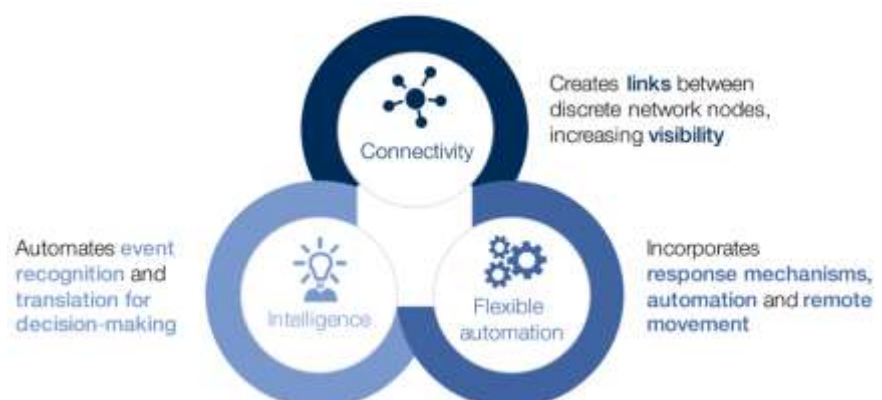 Connectivity
Creates links between
discrete network nodes,
increasing visibility
Automates event
recognition and
translation for
decision-making
Intelligence
Flexible
automation
Incorporates
response mechanisms,
automation and remote
movement